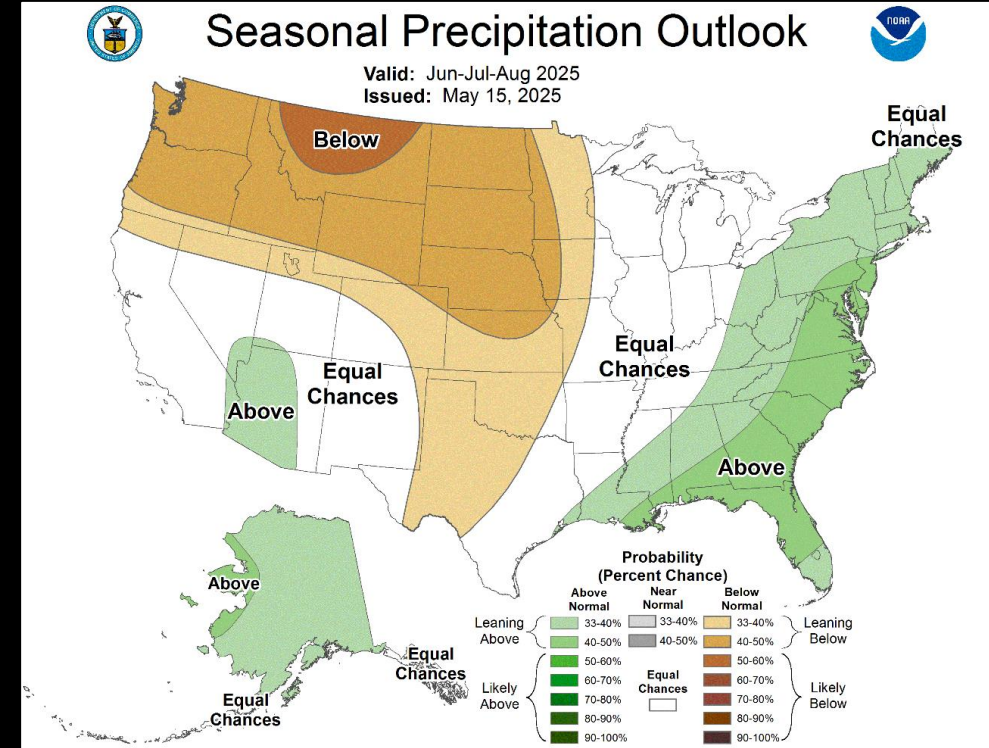 Seasonal Precipitation Outlook
NOAA
Valid: Jun-Jul-Aug 2025
Issued: May 15, 2025
Below
Equal
Chances
Equal
Chances
Equal
Chances
Above
Above
Above
Equal
Chances
Equal
Chances
Probability
(Percent Chance)
Above
Normal
Near
Normal
Below
Normal
Leaning
Above
33-40%
40-50%
33-40%
40-50%
33-40%
40-50%
Leaning
Below
Likely
Above
50-60%
60-70%
70-80%
80-90%
90-100%
Equal
Chances
50-60%
60-70%
70-80%
80-90%
90-100%
Likely
Below